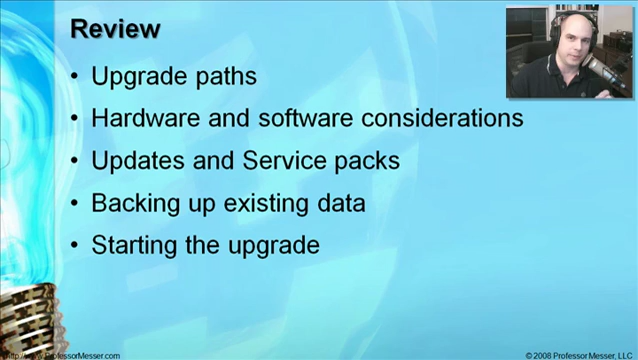 Review
• Upgrade paths
• Hardware and software considerations
• Updates and Service packs
• Backing up existing data
• Starting the upgrade
http://www.ProfessorMesser.com
© 2008 Professor Messer, LLC